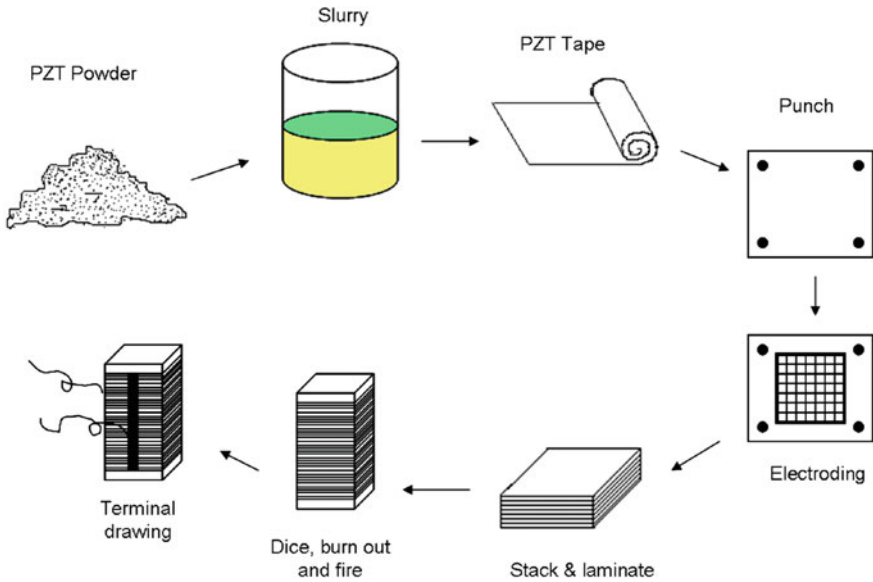 PZT Powder
Slurry
PZT Tape
Punch
Electroding
Stack & laminate
Dice, burn out
and fire
Terminal
drawing